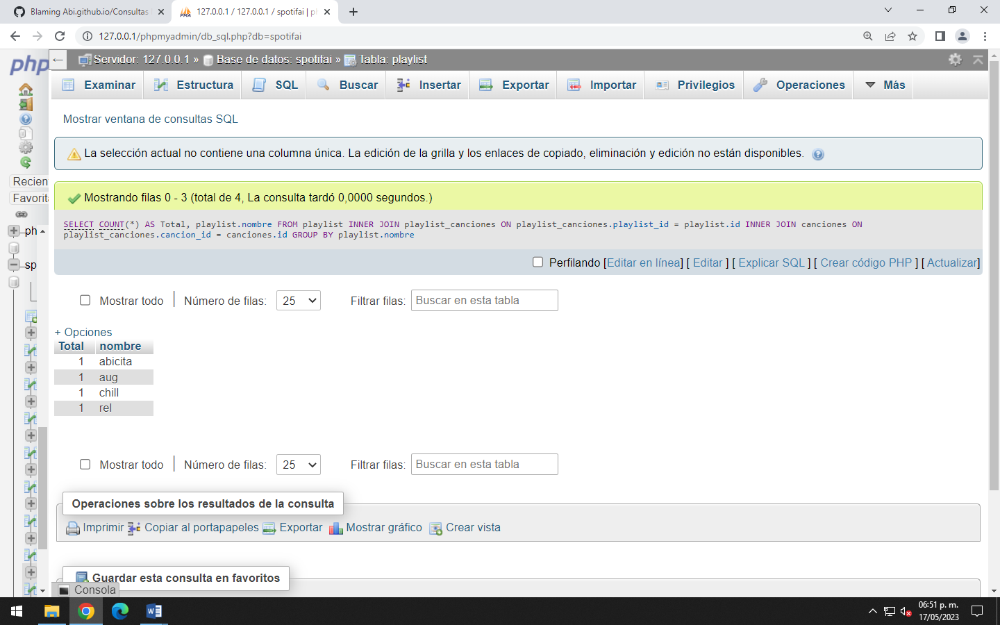 Blaming Abi.github.io/Consultas
127.0.0.1 / 127.0.0.1 / spotifai | p
127.0.0.1/phpmyadmin/db_sql.php?db=spotifai
php
Servidor: 127.0.0.1 » Base de datos: spotifai » Tabla: playlist
Examinar Estructura SQL Buscar Insertar Exportar Importar Privilegios Operaciones Más
Mostrar ventana de consultas SQL
La selección actual no contiene una columna única. La edición de la grilla y los enlaces de copiado, eliminación y edición no están disponibles.
Recien
Favorit
Mostrando filas 0 - 3 (total de 4, La consulta tardó 0,0000 segundos.)
SELECT COUNT(*) AS Total, playlist.nombre FROM playlist INNER JOIN playlist_canciones ON playlist_canciones.playlist_id = playlist.id INNER JOIN canciones ON
playlist_canciones.cancion_id = canciones.id GROUP BY playlist.nombre
ph
sp
Perfilando [Editar en línea] [ Editar ] [ Explicar SQL ] [ Crear código PHP ] [ Actualizar]
Mostrar todo Número de filas: 25 Filtrar filas: Buscar en esta tabla
+ Opciones
Total nombre
1 abicita
1 aug
1 chill
1 rel
Mostrar todo Número de filas: 25 Filtrar filas: Buscar en esta tabla
Operaciones sobre los resultados de la consulta
Imprimir Copiar al portapapeles Exportar Mostrar gráfico Crear vista
Guardar esta consulta en favoritos
Consola
06:51 p. m.
17/05/2023